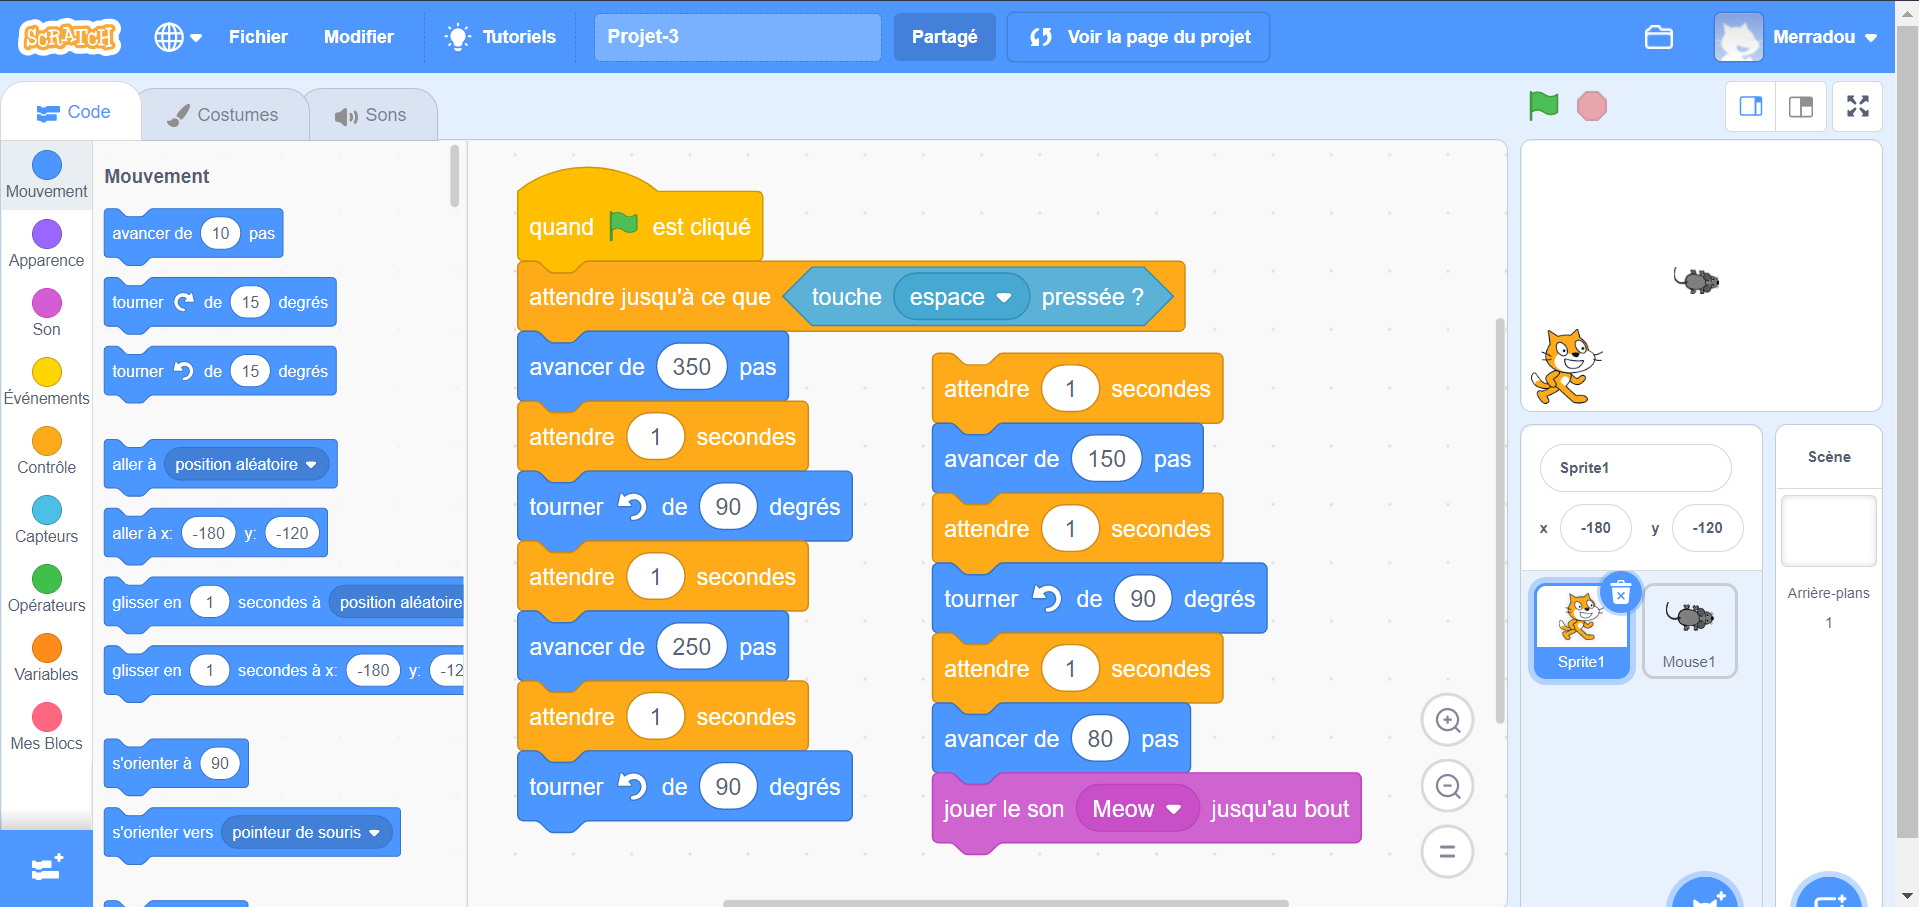 SCRATCH Fichier Modifier Tutoriels Projet-3 Partagé Voir la page du projet Merradou
Code Costumes Sons
Mouvement
Apparence
Son
Événements
Contrôle
Capteurs
Opérateurs
Variables
Mes Blocs
Mouvement
avancer de 10 pas
tourner de 15 degrés
tourner de 15 degrés
aller à position aléatoire
aller à x: -180 y: -120
glisser en 1 secondes à position aléatoire
glisser en 1 secondes à x: -180 y: -12
s'orienter à 90
s'orienter vers pointeur de souris
quand est cliqué
attendre jusqu'à ce que touche espace pressée ?
avancer de 350 pas
attendre 1 secondes
tourner de 90 degrés
attendre 1 secondes
avancer de 250 pas
attendre 1 secondes
tourner de 90 degrés
attendre 1 secondes
avancer de 150 pas
attendre 1 secondes
tourner de 90 degrés
attendre 1 secondes
avancer de 80 pas
jouer le son Meow jusqu'au bout
Sprite1
x -180 y -120
Sprite1
Mouse1
Scène
Arrière-plans
1